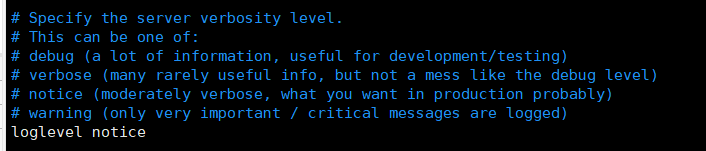 # Specify the server verbosity level.
# This can be one of:
# debug (a lot of information, useful for development/testing)
# verbose (many rarely useful info, but not a mess like the debug level)
# notice (moderately verbose, what you want in production probably)
# warning (only very important / critical messages are logged)
loglevel notice